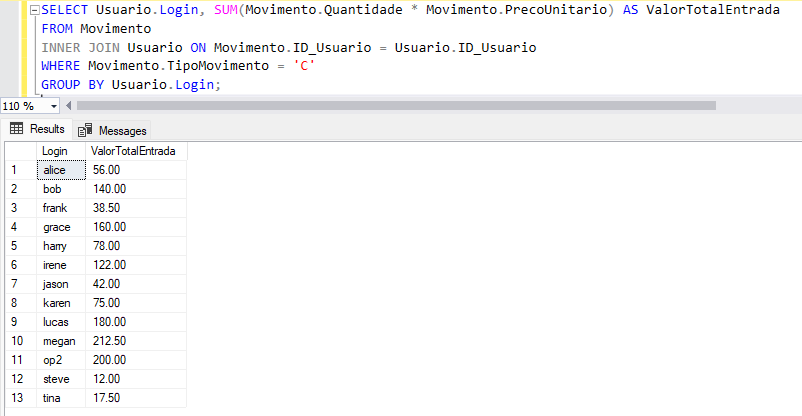 SELECT Usuario.Login, SUM(Movimento.Quantidade * Movimento.PrecoUnitario) AS ValorTotalEntrada
FROM Movimento
INNER JOIN Usuario ON Movimento.ID_Usuario = Usuario.ID_Usuario
WHERE Movimento.TipoMovimento = 'C'
GROUP BY Usuario.Login;
110 %
Results Messages
Login ValorTotalEntrada
1 alice 56.00
2 bob 140.00
3 frank 38.50
4 grace 160.00
5 harry 78.00
6 irene 122.00
7 jason 42.00
8 karen 75.00
9 lucas 180.00
10 megan 212.50
11 op2 200.00
12 steve 12.00
13 tina 17.50